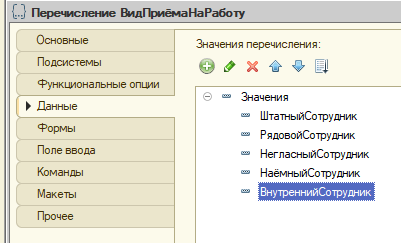 Перечисление ВидПриёмаНаРаботу
Основные
Подсистемы
Функциональные опции
Данные
Формы
Поле ввода
Команды
Макеты
Прочее
Значения перечисления:
Значения
ШтатныйСотрудник
РядовойСотрудник
НегласныйСотрудник
НаёмныйСотрудник
ВнутреннийСотрудник